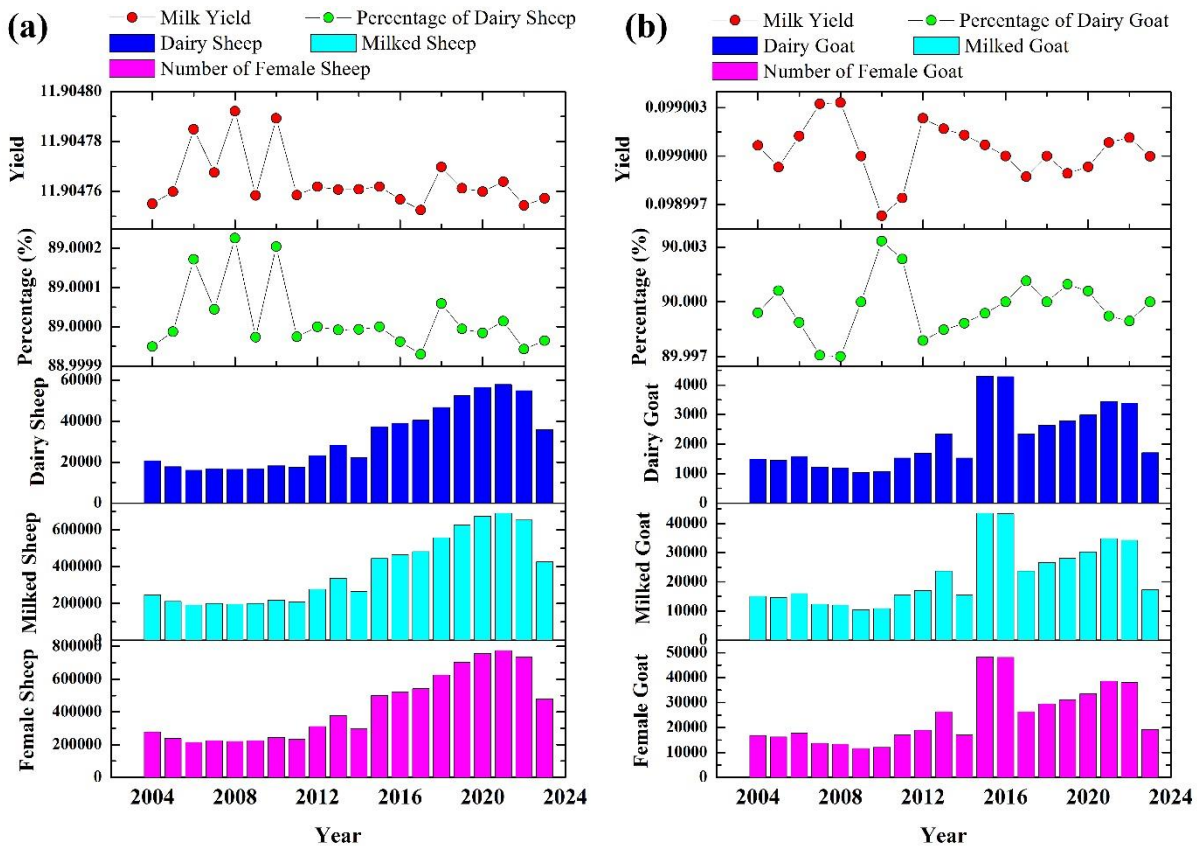 (a)
Milk Yield
Percentage of Dairy Sheep
Dairy Sheep
Milked Sheep
Number of Female Sheep
11.90480
11.90478
11.90476
Yield
89.0002
89.0001
89.0000
88.9999
Percentage (%)
60000
40000
20000
0
Dairy Sheep
600000
400000
200000
0
Milked Sheep
800000
600000
400000
200000
0
Female Sheep
2004 2008 2012 2016 2020 2024
Year
(b)
Milk Yield
Percentage of Dairy Goat
Dairy Goat
Milked Goat
Number of Female Goat
0.099003
0.099000
0.098997
Yield
90.003
90.000
89.997
Percentage (%)
4000
3000
2000
1000
0
Dairy Goat
40000
30000
20000
10000
0
Milked Goat
50000
40000
30000
20000
10000
0
Female Goat
2004 2008 2012 2016 2020 2024
Year